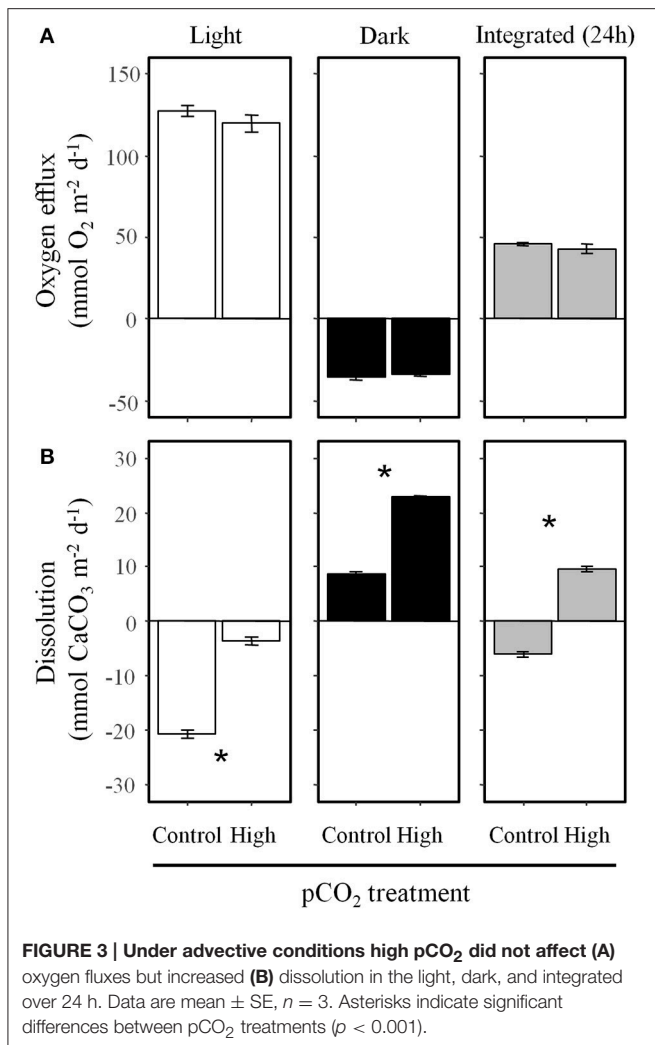 A
Light
Dark
Integrated (24h)
Oxygen efflux
(mmol O₂ m⁻² d⁻¹)
150
100
50
0
-50
B
Dissolution
(mmol CaCO₃ m⁻² d⁻¹)
30
20
10
0
-10
-20
-30
*
*
*
Control High
Control High
Control High
pCO₂ treatment
FIGURE 3 | Under advective conditions high pCO₂ did not affect (A)
oxygen fluxes but increased (B) dissolution in the light, dark, and integrated
over 24 h. Data are mean ± SE, n = 3. Asterisks indicate significant
differences between pCO₂ treatments (p < 0.001).